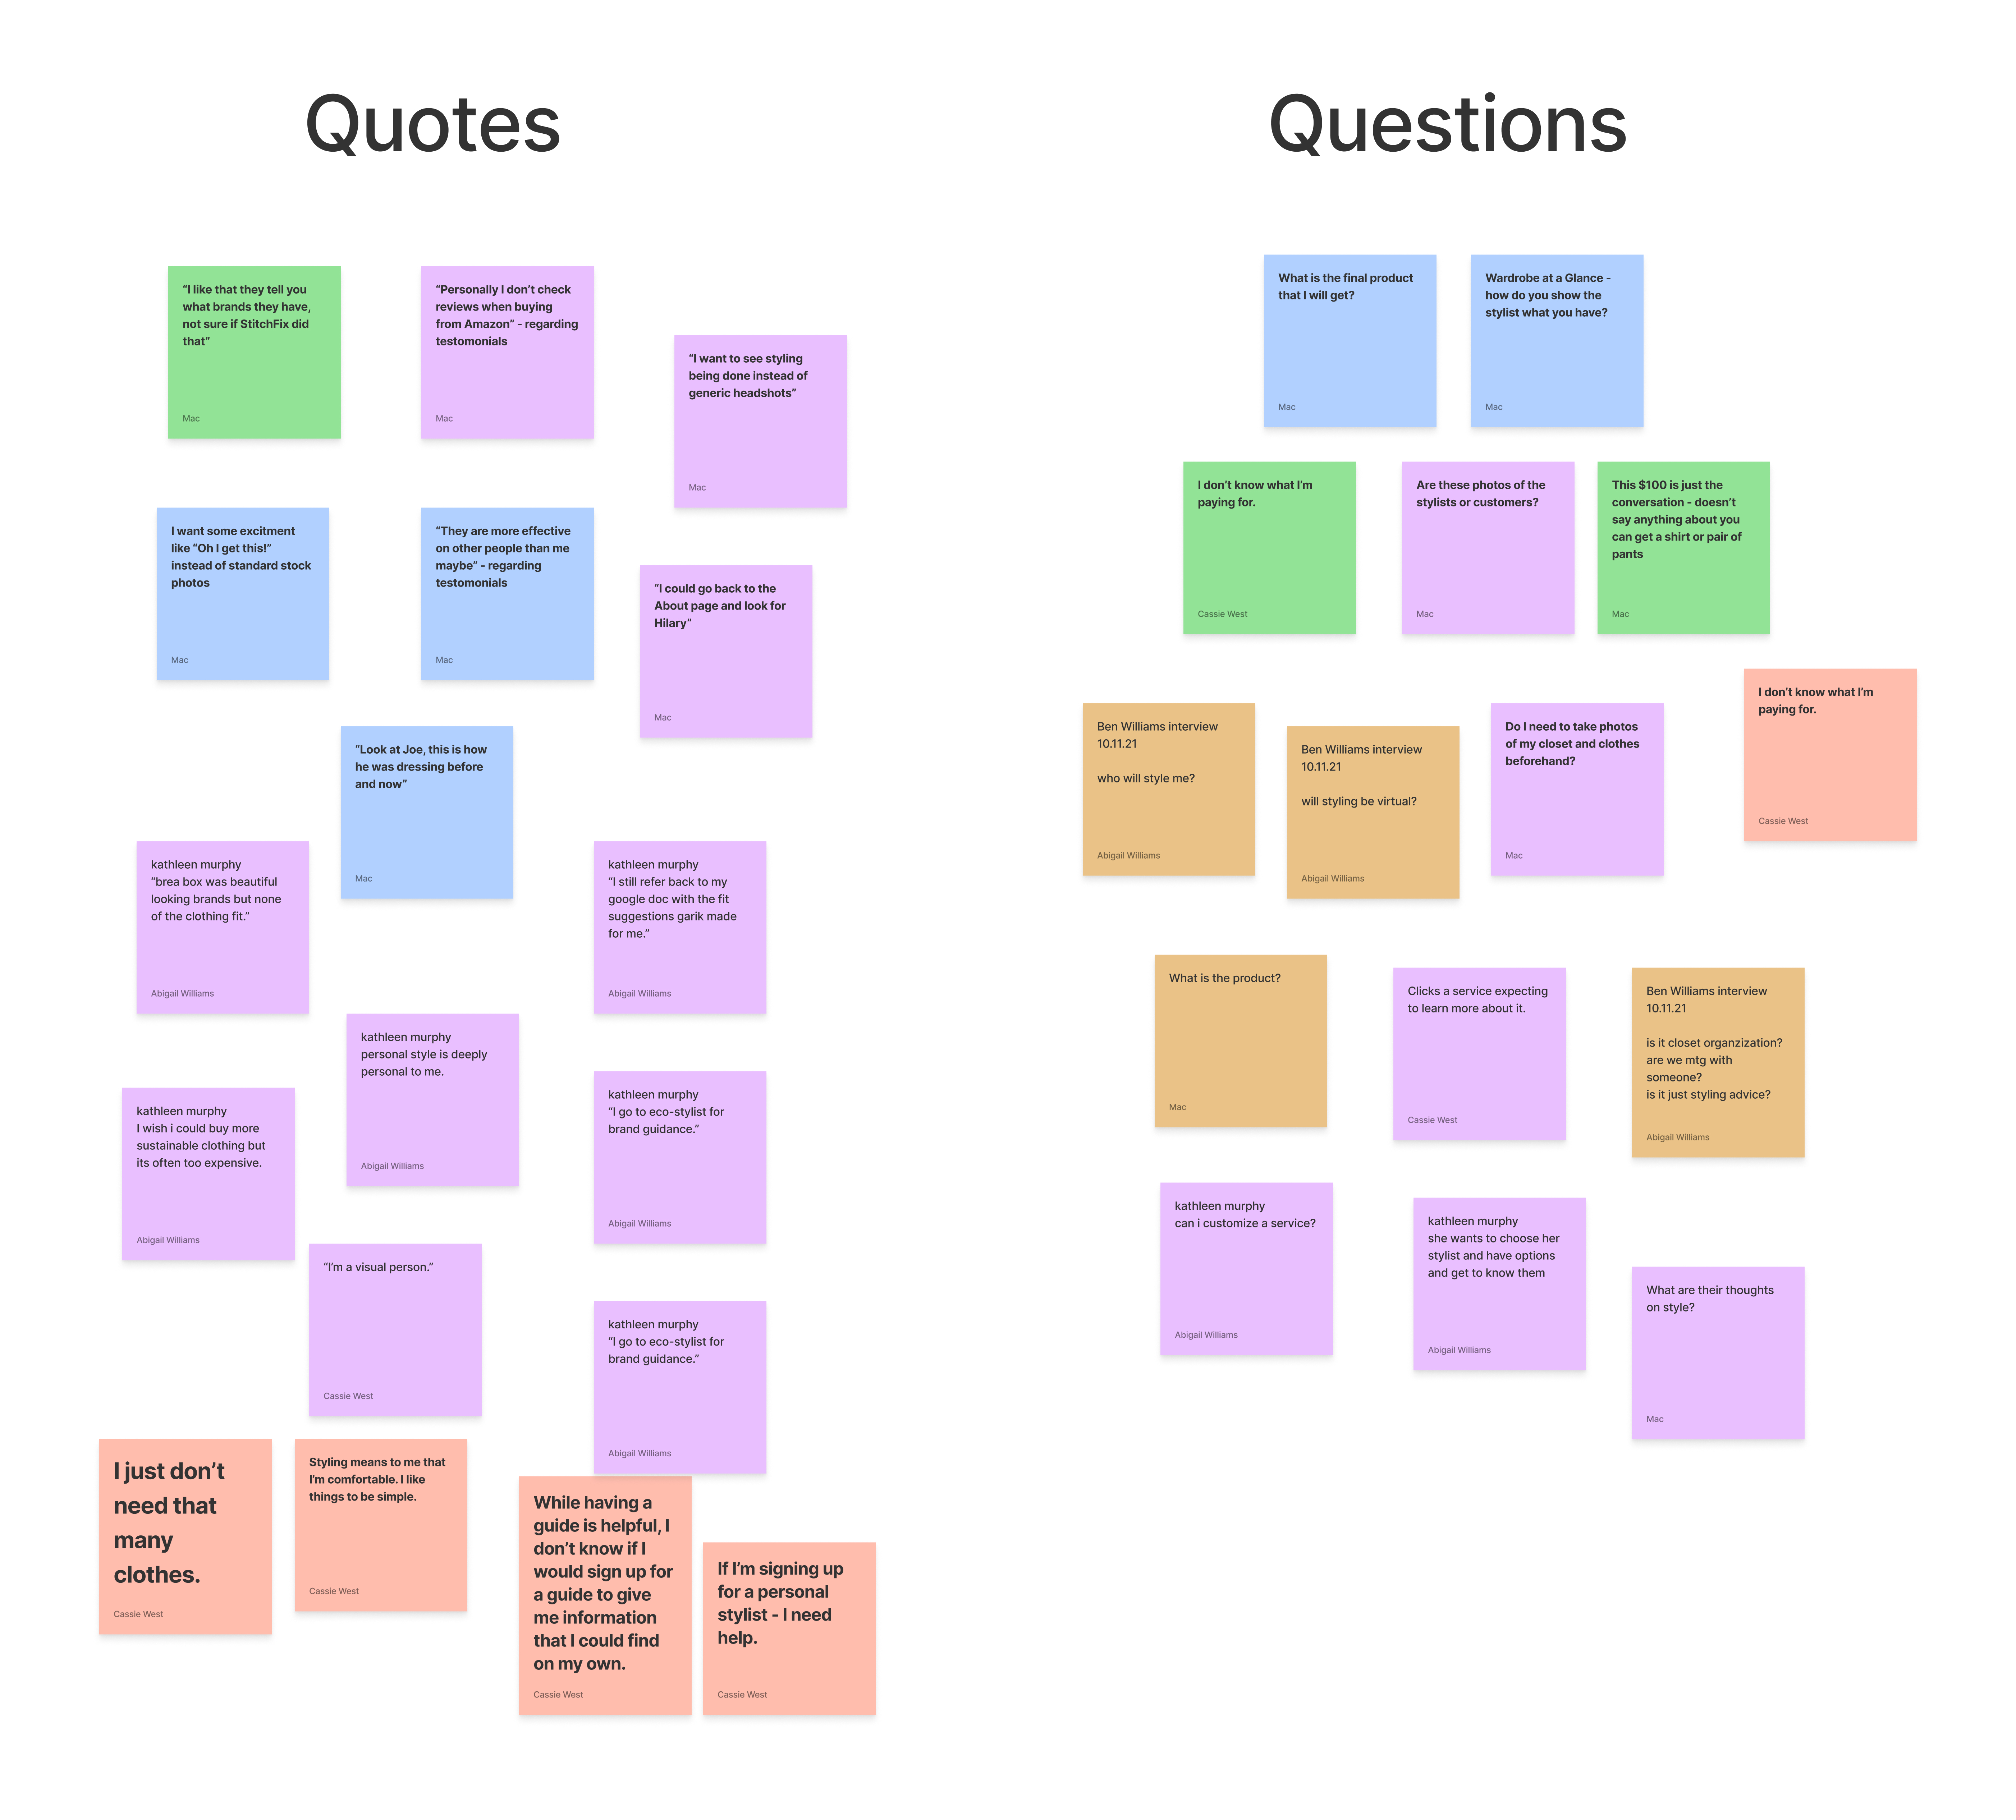 Quotes
“I like that they tell you
what brands they have,
not sure if StitchFix did
that”
Mac
“Personally I don’t check
reviews when buying
from Amazon” - regarding
testomonials
Mac
“I want to see styling
being done instead of
generic headshots”
Mac
I want some excitment
like “Oh I get this!”
instead of standard stock
photos
Mac
“They are more effective
on other people than me
maybe” - regarding
testomonials
Mac
“I could go back to the
About page and look for
Hilary”
Mac
“Look at Joe, this is how
he was dressing before
and now”
Mac
kathleen murphy
“brea box was beautiful
looking brands but none
of the clothing fit.”
Abigail Williams
kathleen murphy
“I still refer back to my
google doc with the fit
suggestions garik made
for me.”
Abigail Williams
kathleen murphy
personal style is deeply
personal to me.
Abigail Williams
kathleen murphy
I wish i could buy more
sustainable clothing but
its often too expensive.
Abigail Williams
kathleen murphy
“I go to eco-stylist for
brand guidance.”
Abigail Williams
“I’m a visual person.”
Cassie West
kathleen murphy
“I go to eco-stylist for
brand guidance.”
Abigail Williams
I just don’t
need that
many
clothes.
Cassie West
Styling means to me that
I’m comfortable. I like
things to be simple.
Cassie West
While having a
guide is helpful, I
don’t know if I
would sign up for
a guide to give
me information
that I could find
on my own.
Cassie West
If I’m signing up
for a personal
stylist - I need
help.
Cassie West
Questions
What is the final product
that I will get?
Mac
Wardrobe at a Glance -
how do you show the
stylist what you have?
Mac
I don’t know what I’m
paying for.
Cassie West
Are these photos of the
stylists or customers?
Mac
This $100 is just the
conversation - doesn’t
say anything about you
can get a shirt or pair of
pants
Mac
I don’t know what I’m
paying for.
Cassie West
Ben Williams interview
10.11.21
who will style me?
Abigail Williams
Ben Williams interview
10.11.21
will styling be virtual?
Abigail Williams
Do I need to take photos
of my closet and clothes
beforehand?
Mac
What is the product?
Mac
Clicks a service expecting
to learn more about it.
Cassie West
Ben Williams interview
10.11.21
is it closet organzization?
are we mtg with
someone?
is it just styling advice?
Abigail Williams
kathleen murphy
can i customize a service?
Abigail Williams
kathleen murphy
she wants to choose her
stylist and have options
and get to know them
Abigail Williams
What are their thoughts
on style?
Mac